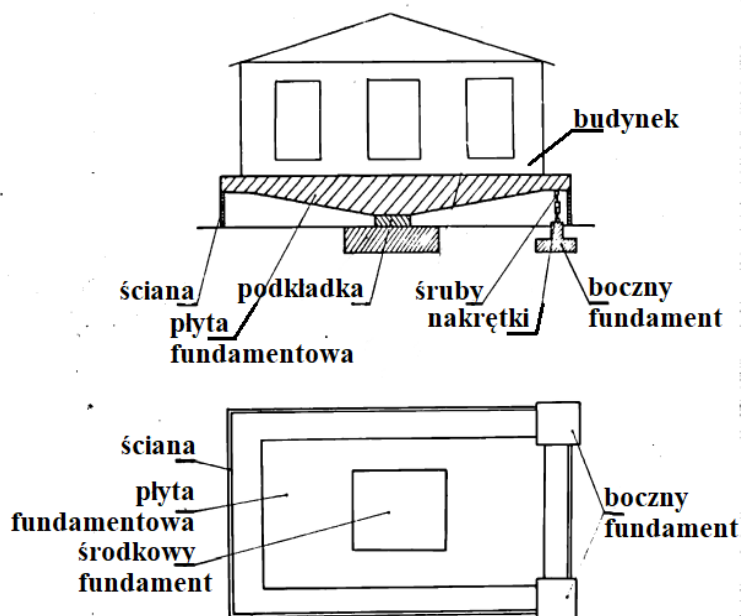 budynek
ściana
podkładka
śruby
boczny
płyta
nakrętki
fundament
fundamentowa
ściana
płyta
boczny
fundamentowa
fundament
środkowy
fundament